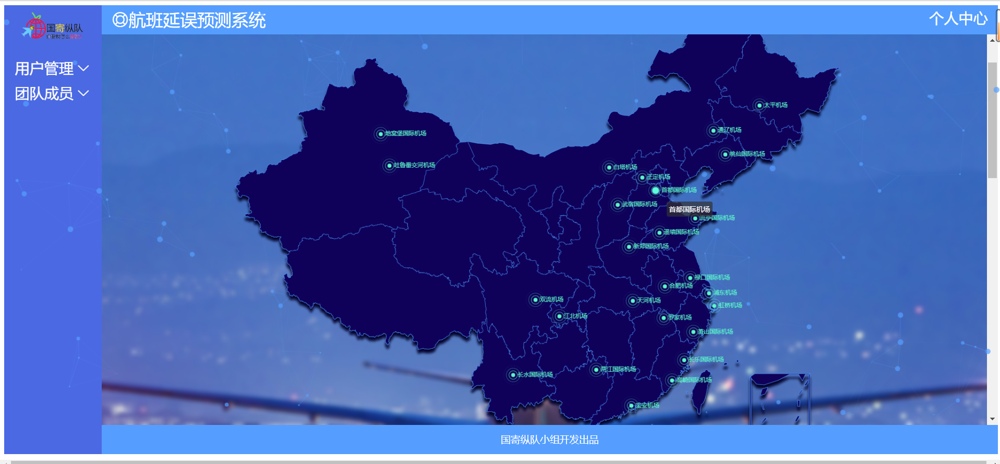 国寄纵队
航班延误预测系统
个人中心
用户管理
团队成员
太平机场
通辽机场
地窝堡国际机场
桃仙国际机场
吐鲁番交河机场
白塔机场
正定机场
首都国际机场
武宿国际机场
首都国际机场
流亭国际机场
遥墙国际机场
新郑国际机场
禄口国际机场
合肥机场
浦东机场
双流机场
天河机场
虹桥机场
江北机场
罗家机场
萧山国际机场
长乐国际机场
两江国际机场
长水国际机场
高崎国际机场
宝安机场
国寄纵队小组开发出品